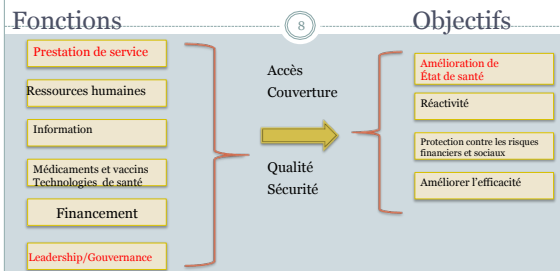 Fonctions
8
Objectifs
Prestation de service
Ressources humaines
Information
Médicaments et vaccins
Technologies de santé
Financement
Leadership/Gouvernance
Accès
Couverture
Qualité
Sécurité
Amélioration de
État de santé
Réactivité
Protection contre les risques
financiers et sociaux
Améliorer l’efficacité